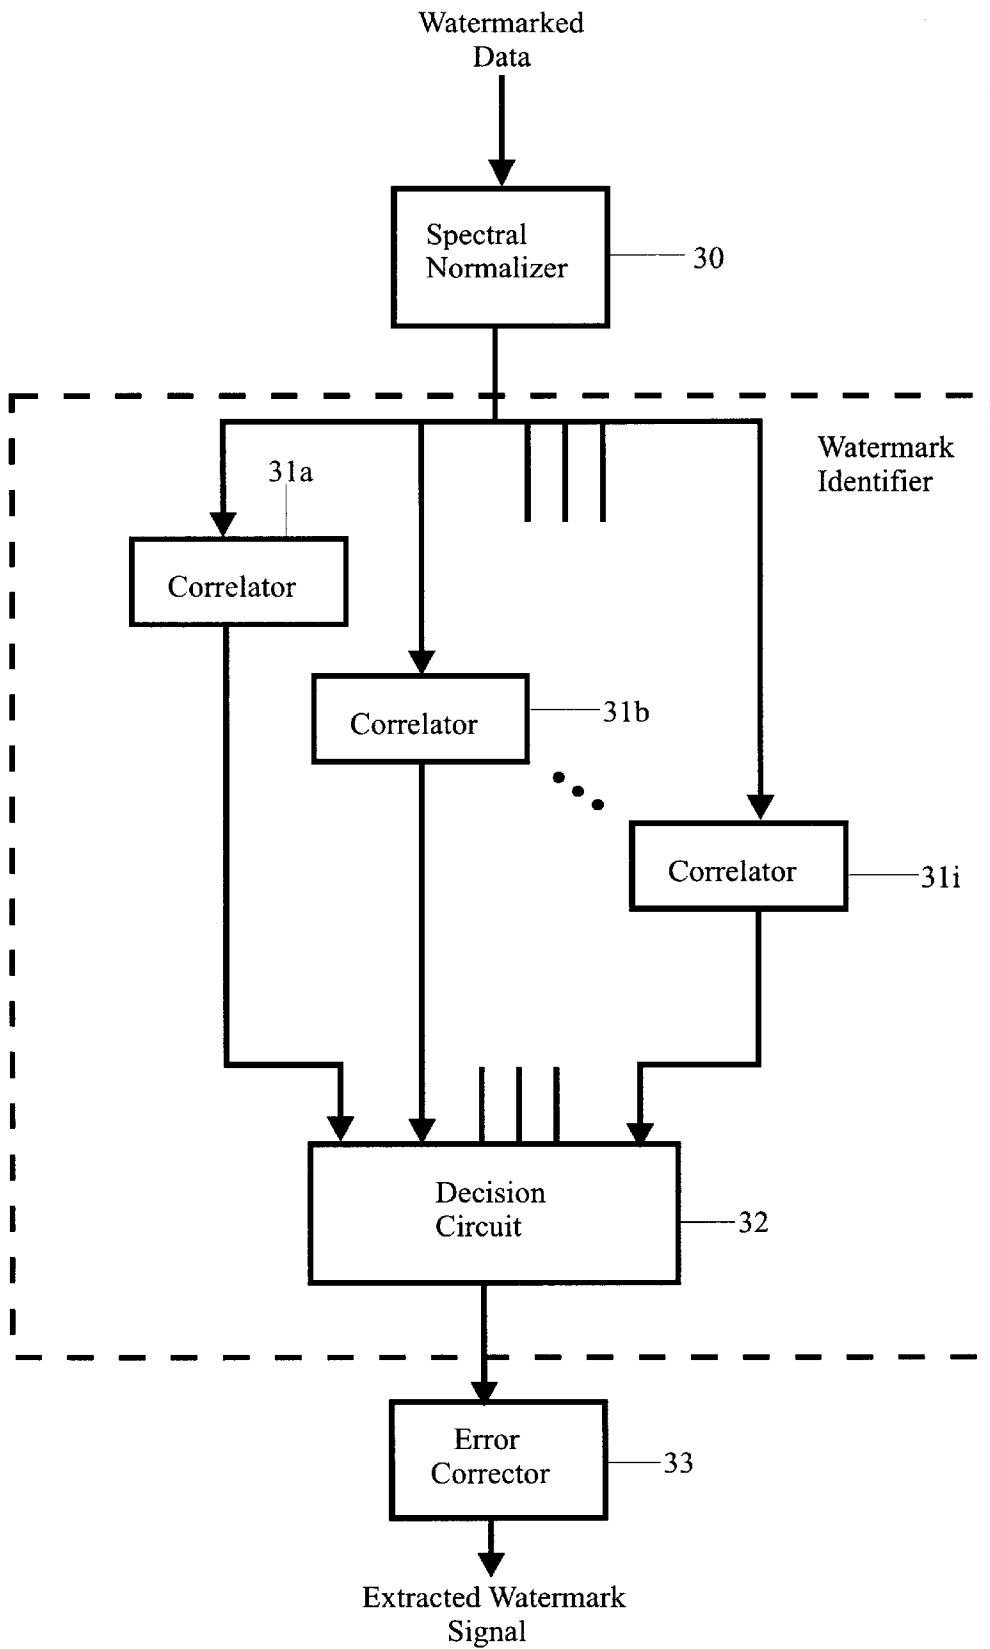 Watermarked
Data
Spectral
Normalizer
30
Watermark
Identifier
31a
Correlator
Correlator
31b
Correlator
31i
Decision
Circuit
32
Error
Corrector
33
Extracted Watermark
Signal